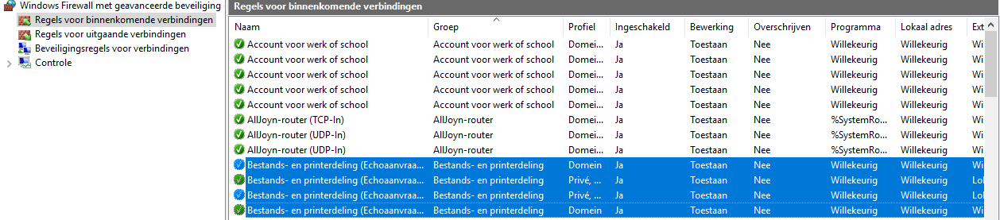 Windows Firewall met geavanceerde beveiliging
Regels voor binnenkomende verbindingen
Regels voor uitgaande verbindingen
Beveiligingsregels voor verbindingen
Controle
Regels voor binnenkomende verbindingen
Naam Groep Profiel Ingeschakeld Bewerking Overschrijven Programma Lokaal adres Ext
Account voor werk of school Account voor werk of school Domei... Ja Toestaan Nee Willekeurig Willekeurig Wi
Account voor werk of school Account voor werk of school Domei... Ja Toestaan Nee Willekeurig Willekeurig Wi
Account voor werk of school Account voor werk of school Domei... Ja Toestaan Nee Willekeurig Willekeurig Wi
Account voor werk of school Account voor werk of school Domei... Ja Toestaan Nee Willekeurig Willekeurig Wi
Account voor werk of school Account voor werk of school Domei... Ja Toestaan Nee Willekeurig Willekeurig Wi
AllJoyn-router (TCP-In) AllJoyn-router Domei... Ja Toestaan Nee %SystemRo... Willekeurig Wi
AllJoyn-router (UDP-In) AllJoyn-router Domei... Ja Toestaan Nee %SystemRo... Willekeurig Wi
AllJoyn-router (UDP-In) AllJoyn-router Domei... Ja Toestaan Nee %SystemRo... Willekeurig Wi
Bestands- en printerdeling (Echoaanvraa... Bestands- en printerdeling Domein Ja Toestaan Nee Willekeurig Willekeurig Wi
Bestands- en printerdeling (Echoaanvraa... Bestands- en printerdeling Privé, ... Ja Toestaan Nee Willekeurig Willekeurig Lol
Bestands- en printerdeling (Echoaanvraa... Bestands- en printerdeling Privé, ... Ja Toestaan Nee Willekeurig Willekeurig Lol
Bestands- en printerdeling (Echoaanvraa... Bestands- en printerdeling Domein Ja Toestaan Nee Willekeurig Willekeurig Wi